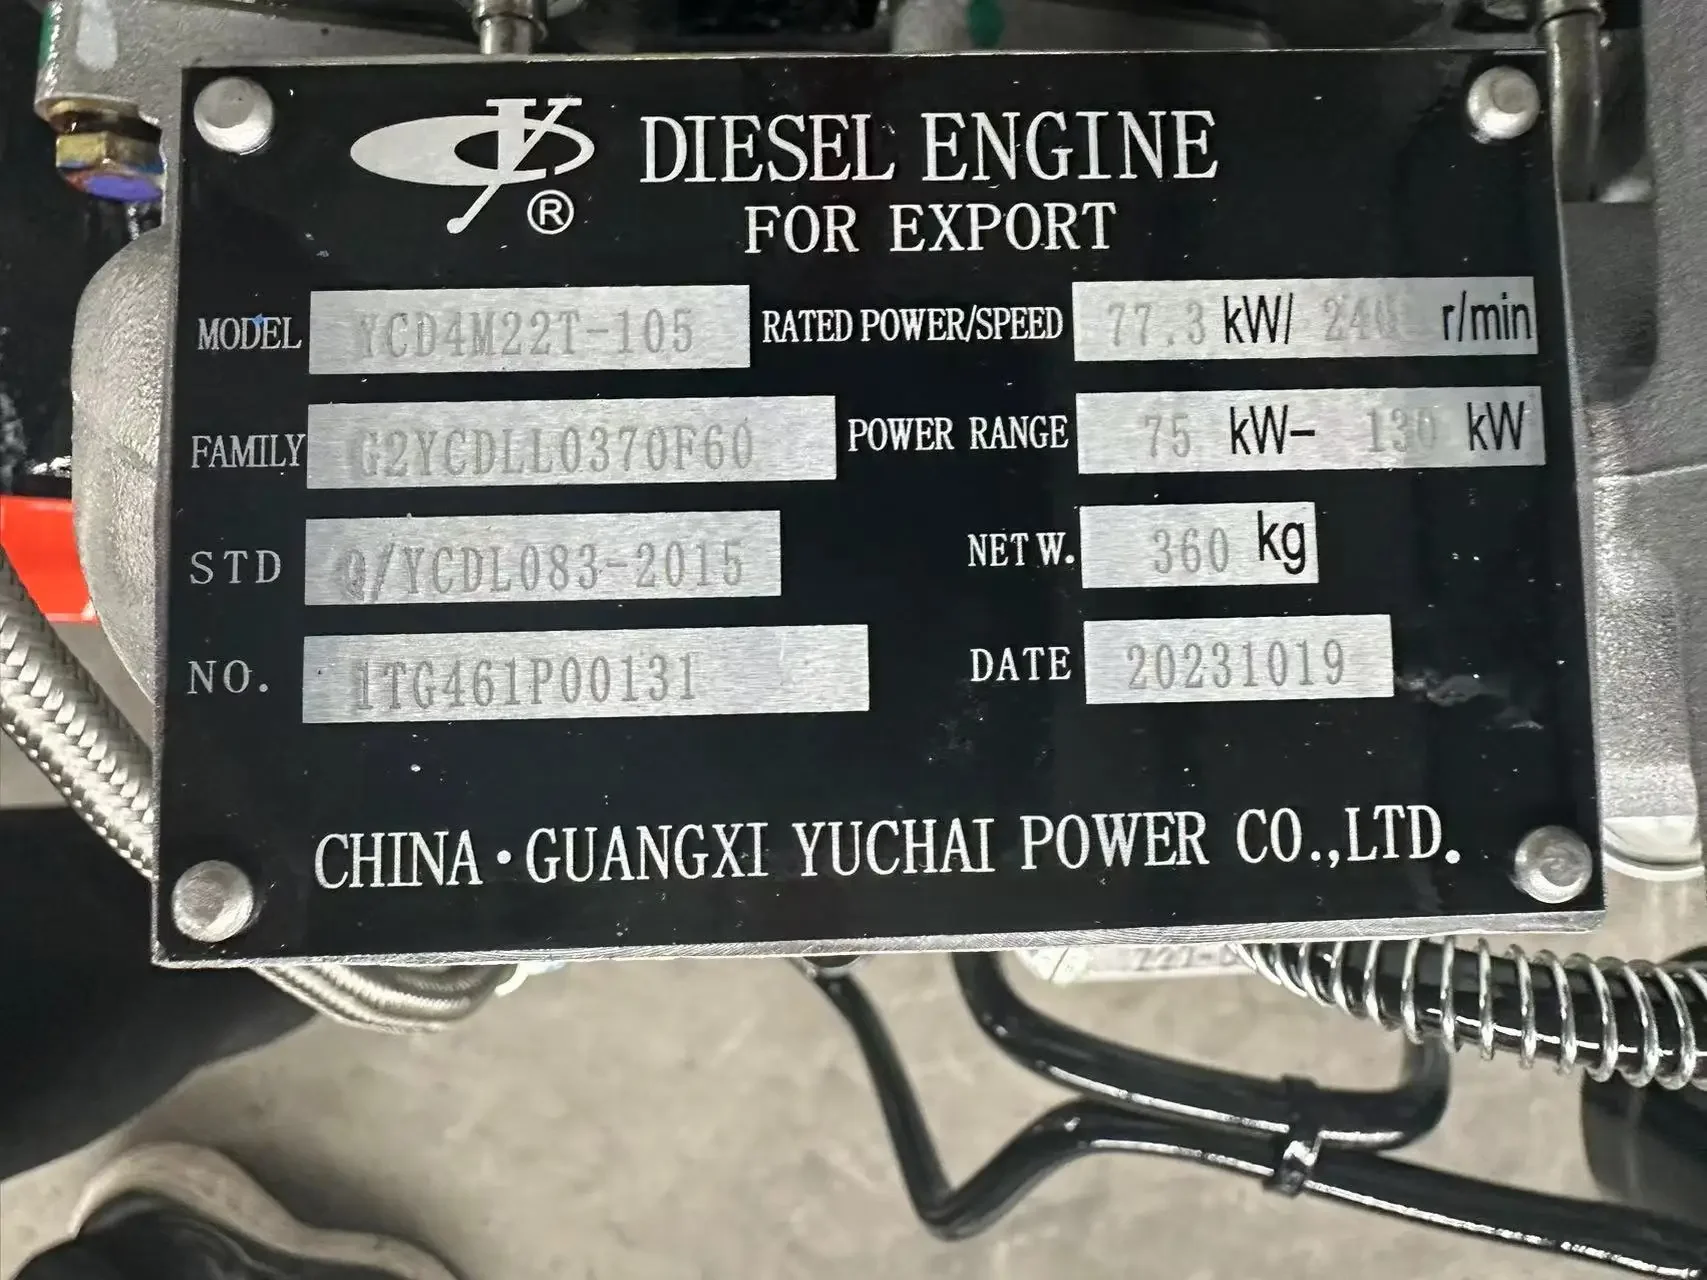 ® DIESEL ENGINE
FOR EXPORT
MODEL YCD4M22T-105 RATED POWER/SPEED 77.3 kW/ r/min
FAMILY G2YCDLL0370F60 POWER RANGE 75 kW- 130 kW
STD Q/YCDL083-2015 NET W. 360 kg
NO. 1TG461P00131 DATE 20231019
CHINA·GUANGXI YUCHAI POWER CO.,LTD.